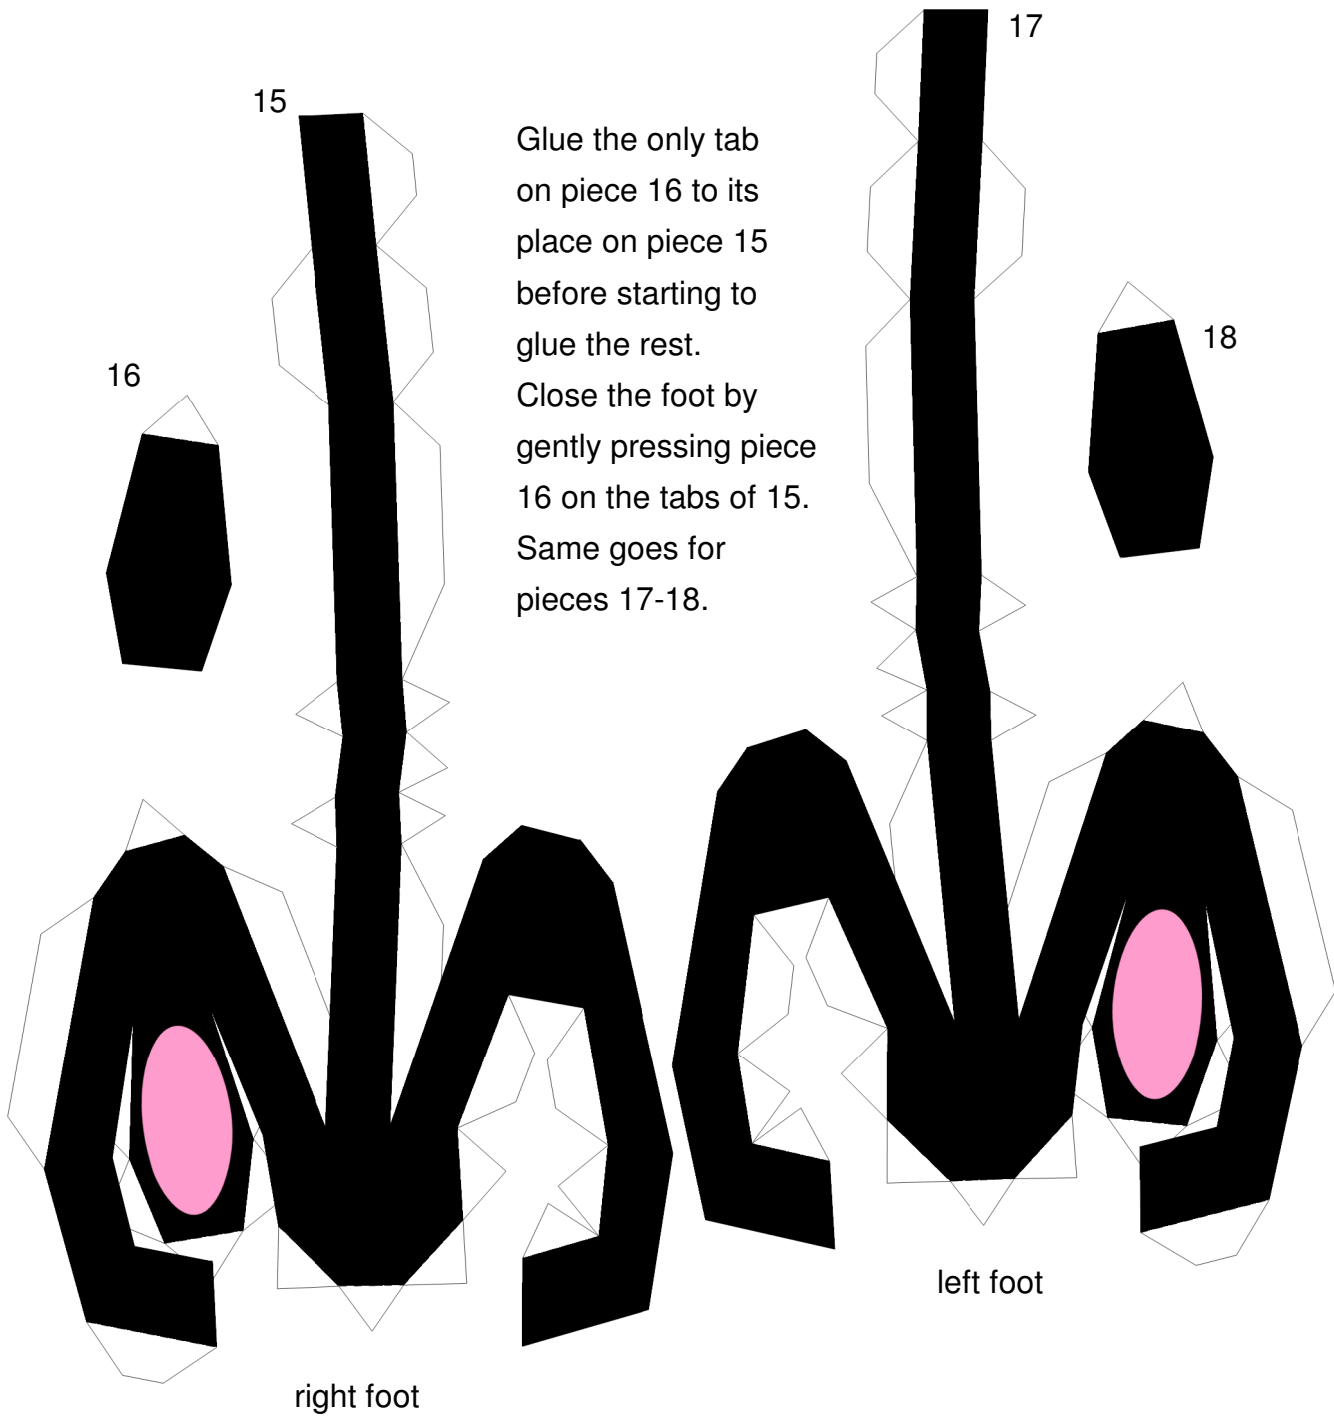 17
15
Glue the only tab
on piece 16 to its
place on piece 15
before starting to
glue the rest.
Close the foot by
gently pressing piece
16 on the tabs of 15.
Same goes for
pieces 17-18.
18
16
left foot
right foot